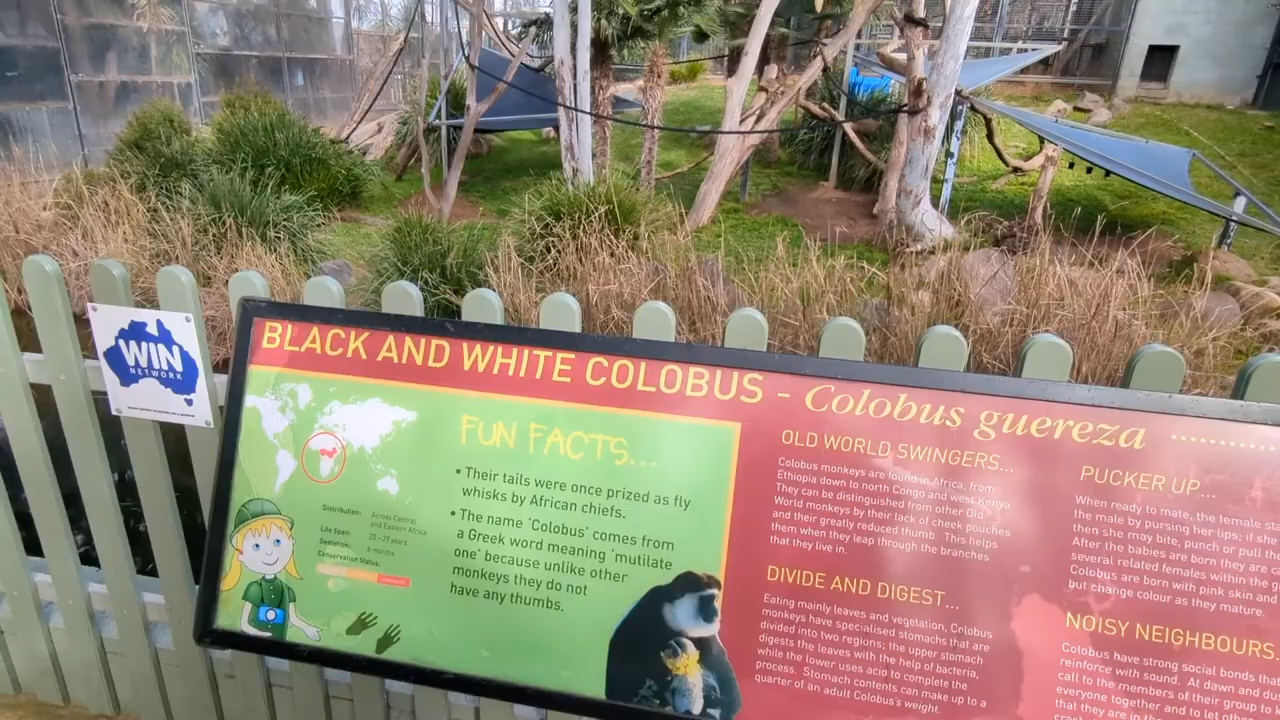 WIN
NETWORK
BLACK AND WHITE COLOBUS - Colobus guereza
FUN FACTS...
• Their tails were once prized as fly
whisks by African chiefs.
• The name 'Colobus' comes from
a Greek word meaning 'mutilate
one' because unlike other
monkeys they do not
have any thumbs.
Distribution: Across Central
and Eastern Africa
Life Span: 20 - 29 years
Gestation: 6 months
Conservation Status:
OLD WORLD SWINGERS...
Colobus monkeys are found in Africa, from
Ethiopia down to north Congo and west Kenya.
They can be distinguished from other Old
World monkeys by their lack of cheek pouches
and their greatly reduced thumb. This helps
them when they leap through the branches
that they live in.
DIVIDE AND DIGEST...
Eating mainly leaves and vegetation, Colobus
monkeys have specialised stomachs that are
divided into two regions; the upper stomach
digests the leaves with the help of bacteria,
while the lower uses acid to complete the
process. Stomach contents can make up to a
quarter of an adult Colobus's weight.
PUCKER UP...
When ready to mate, the female
the male by pursing her lips; if she
then she may bite, punch or pull
After the babies are born they are
several related females within the
Colobus are born with pink skin and
but change colour as they mature.
NOISY NEIGHBOURS...
Colobus have strong social bonds that
reinforce with sound. At dawn and
call to the members of their group to
everyone together and to let
that they are in